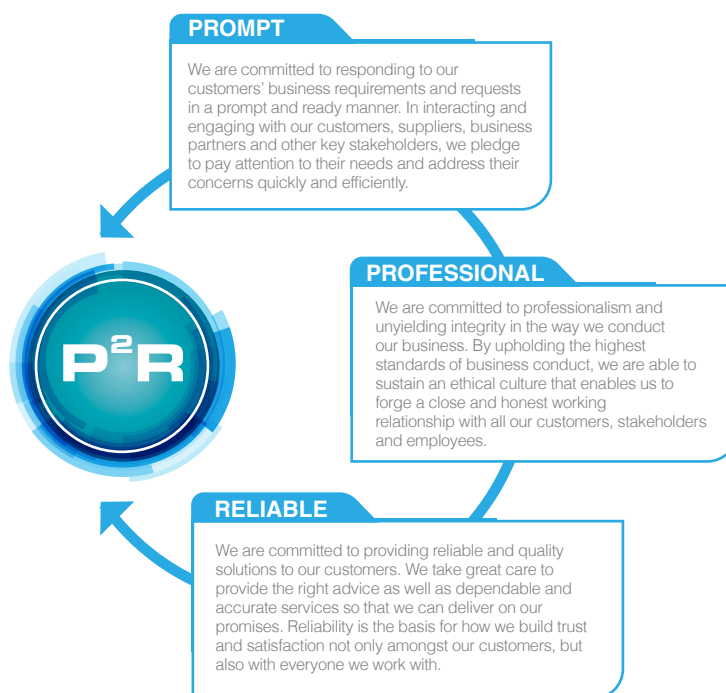 PROMPT
We are committed to responding to our
customers' business requirements and requests
in a prompt and ready manner. In interacting and
engaging with our customers, suppliers, business
partners and other key stakeholders, we pledge
to pay attention to their needs and address their
concerns quickly and efficiently.
PROFESSIONAL
We are committed to professionalism and
unyielding integrity in the way we conduct
our business. By upholding the highest
standards of business conduct, we are able to
sustain an ethical culture that enables us to
forge a close and honest working
relationship with all our customers, stakeholders
and employees.
P²R
RELIABLE
We are committed to providing reliable and quality
solutions to our customers. We take great care to
provide the right advice as well as dependable and
accurate services so that we can deliver on our
promises. Reliability is the basis for how we build trust
and satisfaction not only amongst our customers, but
also with everyone we work with.